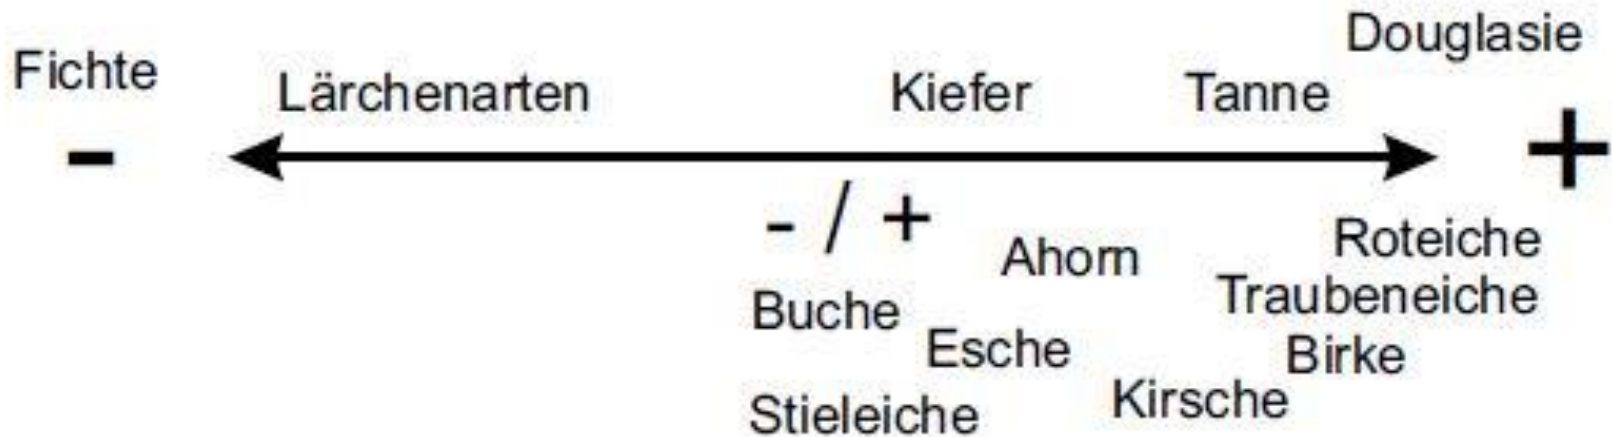 Douglasie
Fichte
Lärchenarten Kiefer Tanne
- +
- / +
Ahorn Roteiche
Buche Traubeneiche
Esche Birke
Stieleiche Kirsche